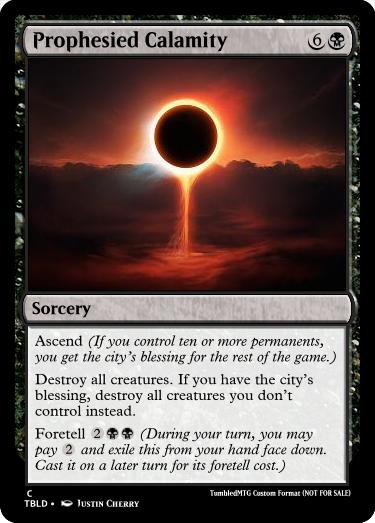 Prophesied Calamity 6
Sorcery
Ascend (If you control ten or more permanents,
you get the city's blessing for the rest of the game.)
Destroy all creatures. If you have the city's
blessing, destroy all creatures you don't
control instead.
Foretell 2 (During your turn, you may
pay 2 and exile this from your hand face down.
Cast it on a later turn for its foretell cost.)
C
TBLD • Justin Cherry
TumbledMTG Custom Format (NOT FOR SALE)